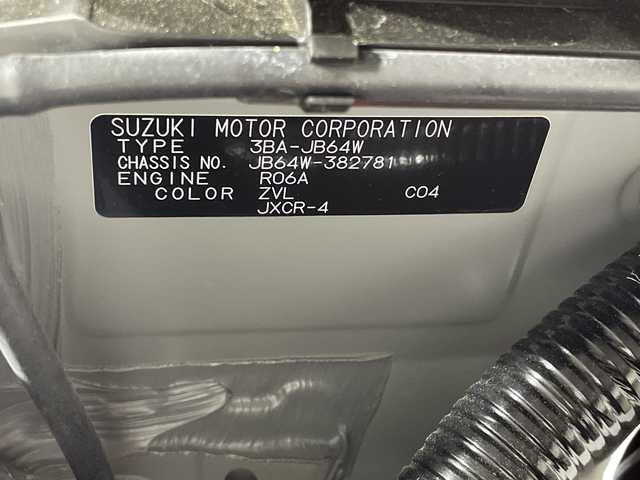 SUZUKI MOTOR CORPORATION
TYPE 3BA-JB64W
CHASSIS NO. JB64W-382781
ENGINE R06A
COLOR ZVL C04
JXCR-4